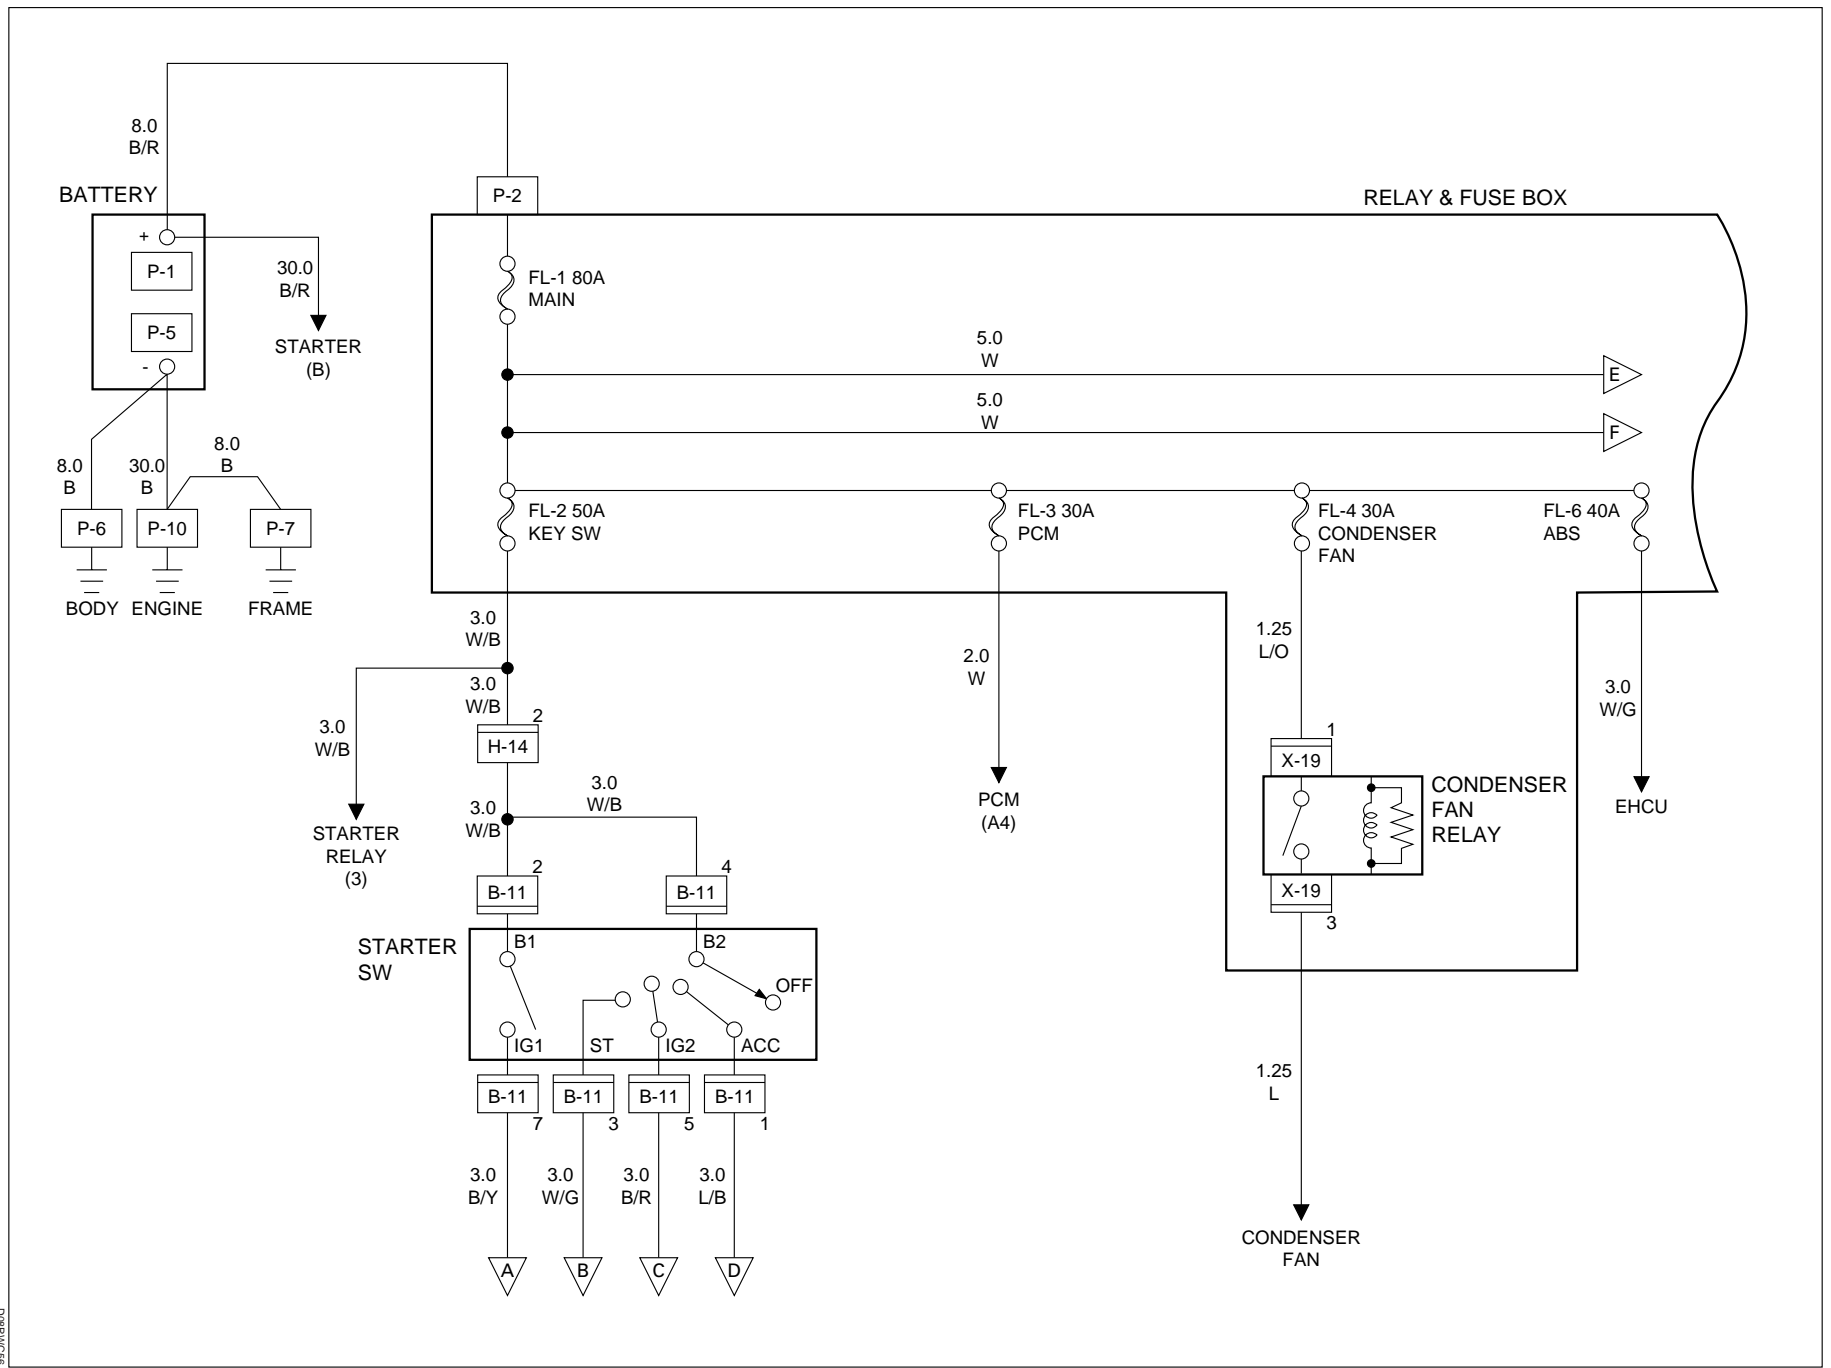 8.0
B/R
BATTERY
+
P-1
P-5
-
30.0
B/R
STARTER
(B)
8.0
B
30.0
B
8.0
B
P-6
P-10
P-7
BODY
ENGINE
FRAME
P-2
RELAY & FUSE BOX
FL-1 80A
MAIN
5.0
W
E
5.0
W
F
FL-2 50A
KEY SW
FL-3 30A
PCM
FL-4 30A
CONDENSER
FAN
FL-6 40A
ABS
3.0
W/B
3.0
W/B
3.0
W/B
2
H-14
STARTER
RELAY
(3)
3.0
W/B
3.0
W/B
2
B-11
4
B-11
2.0
W
PCM
(A4)
1.25
L/O
1
X-19
CONDENSER
FAN
RELAY
X-19
3
3.0
W/G
EHCU
STARTER
SW
B1
B2
OFF
IG1
ST
IG2
ACC
B-11
B-11
B-11
B-11
7
3
5
1
3.0
B/Y
3.0
W/G
3.0
B/R
3.0
L/B
A
B
C
D
1.25
L
CONDENSER
FAN